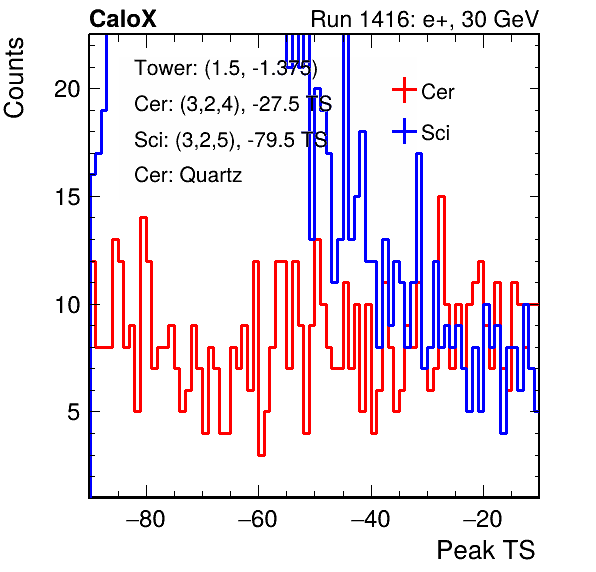 CaloX Run 1416: e+, 30 GeV
Counts
Tower: (1.5, -1.375)
Cer: (3,2,4), -27.5 TS
Sci: (3,2,5), -79.5 TS
Cer: Quartz
Cer
Sci
20
15
10
5
−80 −60 −40 −20
Peak TS